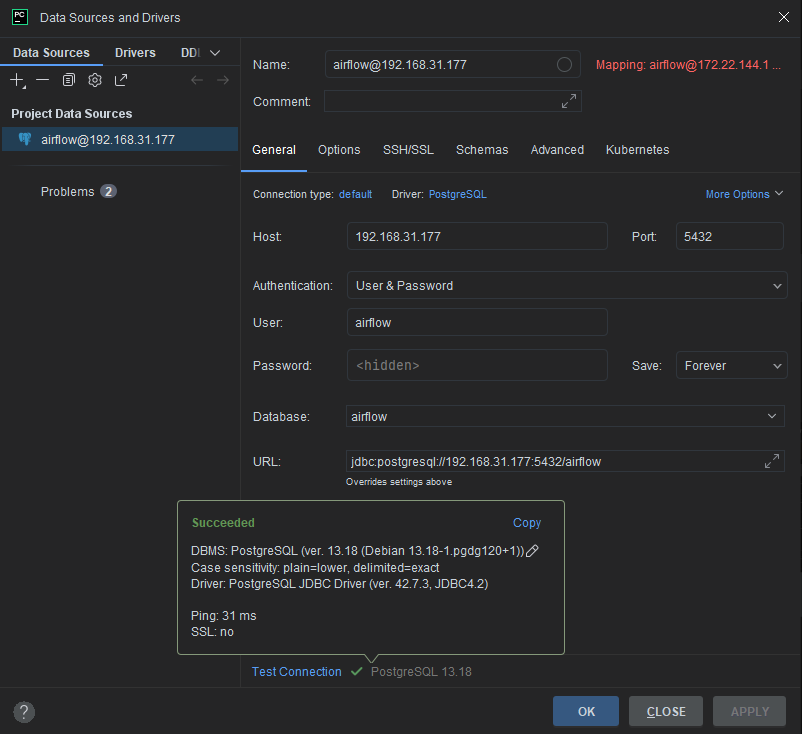 PC
Data Sources and Drivers
Data Sources Drivers
Project Data Sources
airflow@192.168.31.177
Problems 2
Name: airflow@192.168.31.177 Mapping: airflow@172.22.144.1 ...
Comment:
General Options SSH/SSL Schemas Advanced Kubernetes
Connection type: default Driver: PostgreSQL More Options
Host: 192.168.31.177 Port: 5432
Authentication: User & Password
User: airflow
Password: <hidden> Save: Forever
Database: airflow
URL: jdbc:postgresql://192.168.31.177:5432/airflow
Overrides settings above
Succeeded Copy
DBMS: PostgreSQL (ver. 13.18 (Debian 13.18-1.pgdg120+1))
Case sensitivity: plain=lower, delimited=exact
Driver: PostgreSQL JDBC Driver (ver. 42.7.3, JDBC4.2)
Ping: 31 ms
SSL: no
Test Connection PostgreSQL 13.18
? OK CLOSE APPLY